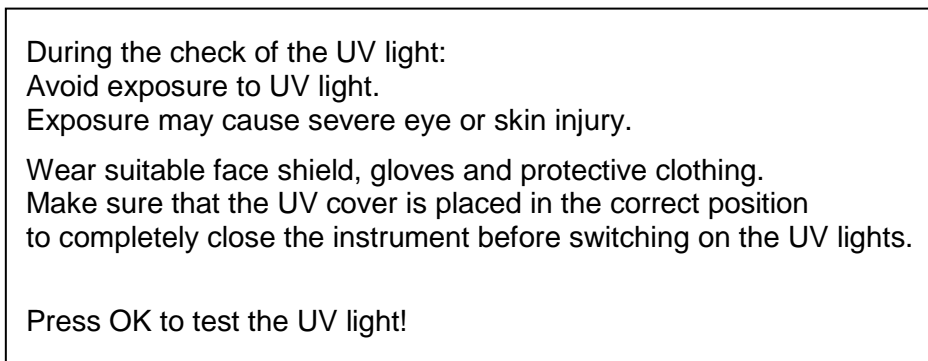 During the check of the UV light:
Avoid exposure to UV light.
Exposure may cause severe eye or skin injury.
Wear suitable face shield, gloves and protective clothing.
Make sure that the UV cover is placed in the correct position
to completely close the instrument before switching on the UV lights.
Press OK to test the UV light!